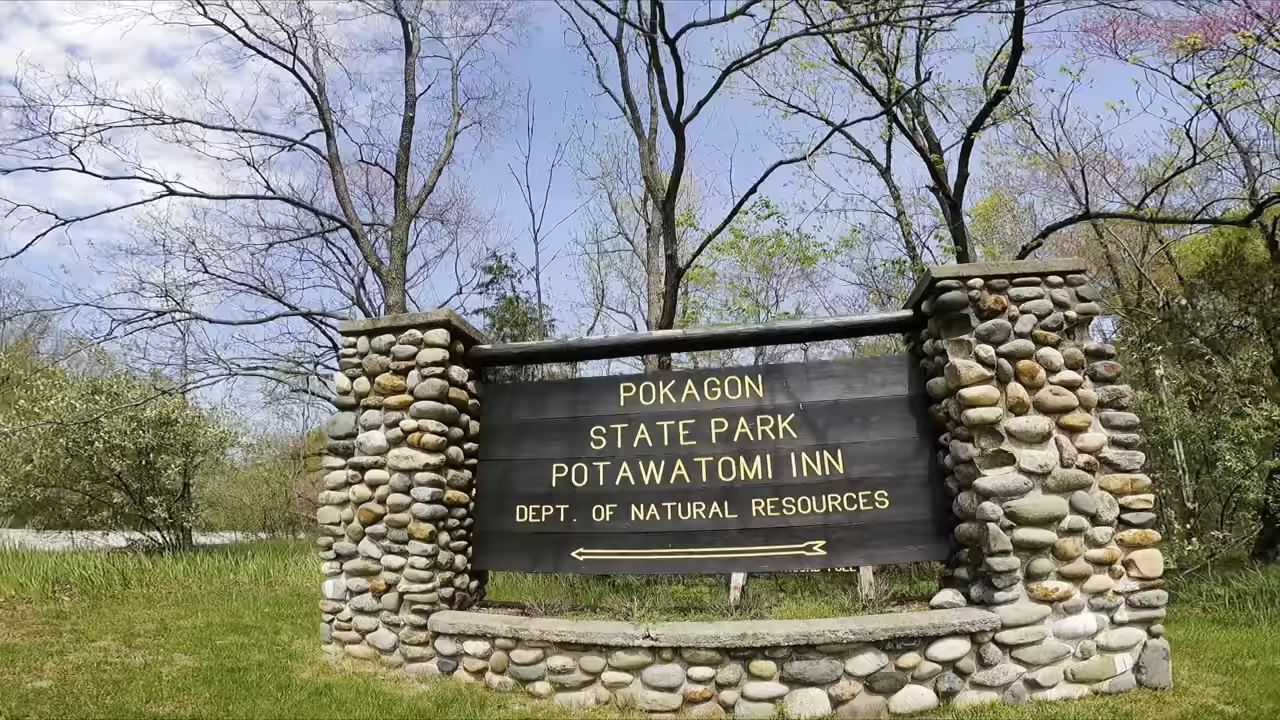 POKAGON
STATE PARK
POTAWATOMI INN
DEPT. OF NATURAL RESOURCES